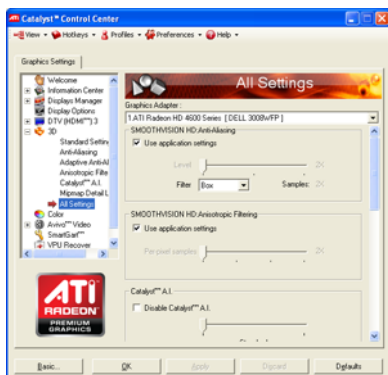 ATI Catalyst™ Control Center
View Hotkeys Profiles Preferences Help
Graphics Settings
Welcome
Information Center
Displays Manager
Display Options
DTV (HDMI™) 3
3D
Standard Settin
Anti-Aliasing
Adaptive Anti-Al
Anisotropic Filte
Catalyst™ A.I.
Mipmap Detail L
All Settings
Color
Avivo™ Video
SmartGart™
VPU Recover
ATI
RADEON
PREMIUM
GRAPHICS
All Settings
Graphics Adapter:
1.ATI Radeon HD 4600 Series [ DELL 3008WFP ]
SMOOTHVISION HD:Anti-Aliasing
Use application settings
Level:
2X
Filter Box Samples: 2X
SMOOTHVISION HD:Anisotropic Filtering
Use application settings
Per pixel samples
2X
Catalyst™ A.I.
Disable Catalyst™ A.I.
Basic... OK Apply Discard Defaults